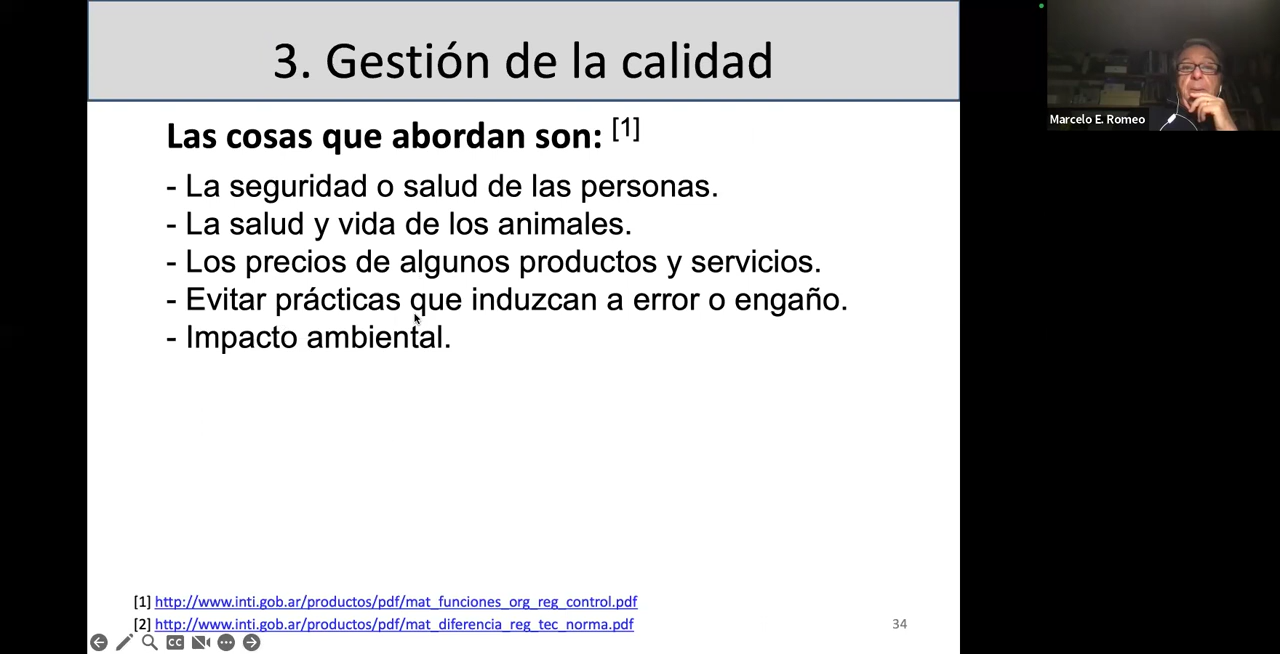 3. Gestión de la calidad
Marcelo E. Romeo
Las cosas que abordan son: [1]
- La seguridad o salud de las personas.
- La salud y vida de los animales.
- Los precios de algunos productos y servicios.
- Evitar prácticas que induzcan a error o engaño.
- Impacto ambiental.
[1] http://www.inti.gob.ar/productos/pdf/mat_funciones_org_reg_control.pdf
[2] http://www.inti.gob.ar/productos/pdf/mat_diferencia_reg_tec_norma.pdf
34
CC